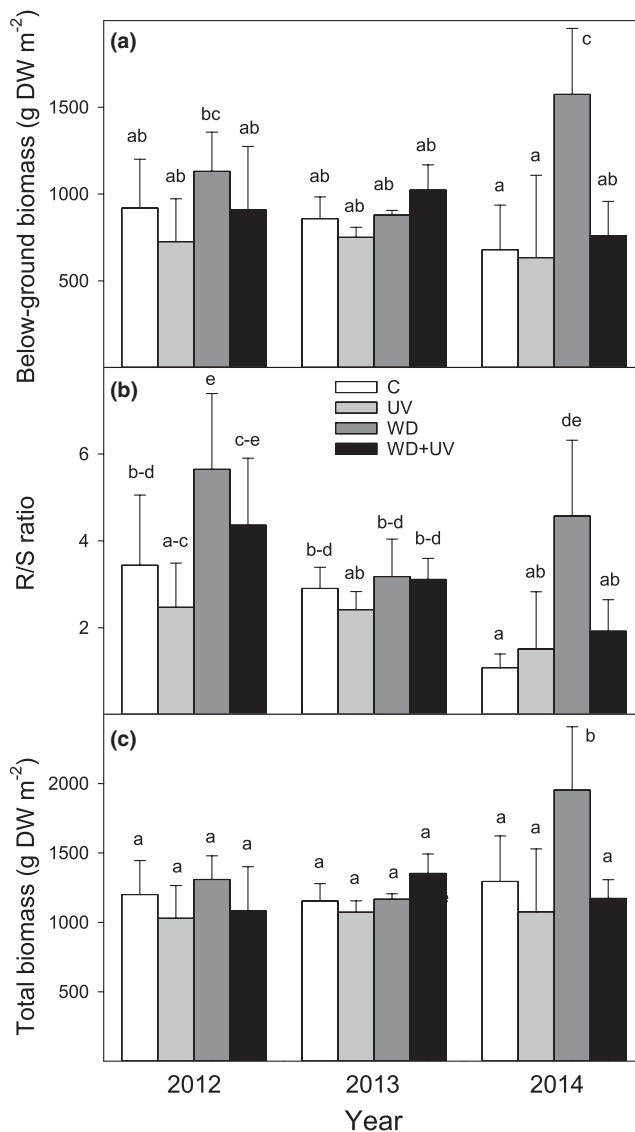 (a)
Below-ground biomass (g DW m⁻²)
1500
1000
500
ab ab bc ab
ab ab ab ab
a a c ab
(b)
C
UV
WD
WD+UV
R/S ratio
6
4
2
b-d a-c e c-e
b-d ab b-d b-d
a ab de ab
(c)
Total biomass (g DW m⁻²)
2000
1500
1000
500
a a a a
a a a a
a a b a
2012 2013 2014
Year